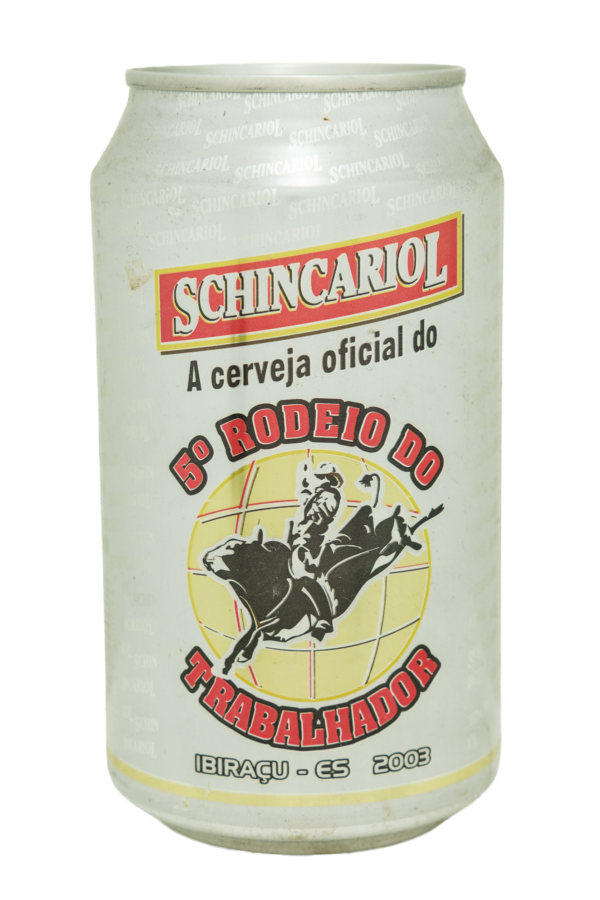 SCHINCARIOL
A cerveja oficial do
5º RODEIO DO
TRABALHADOR
IBIRAÇU - ES 2003